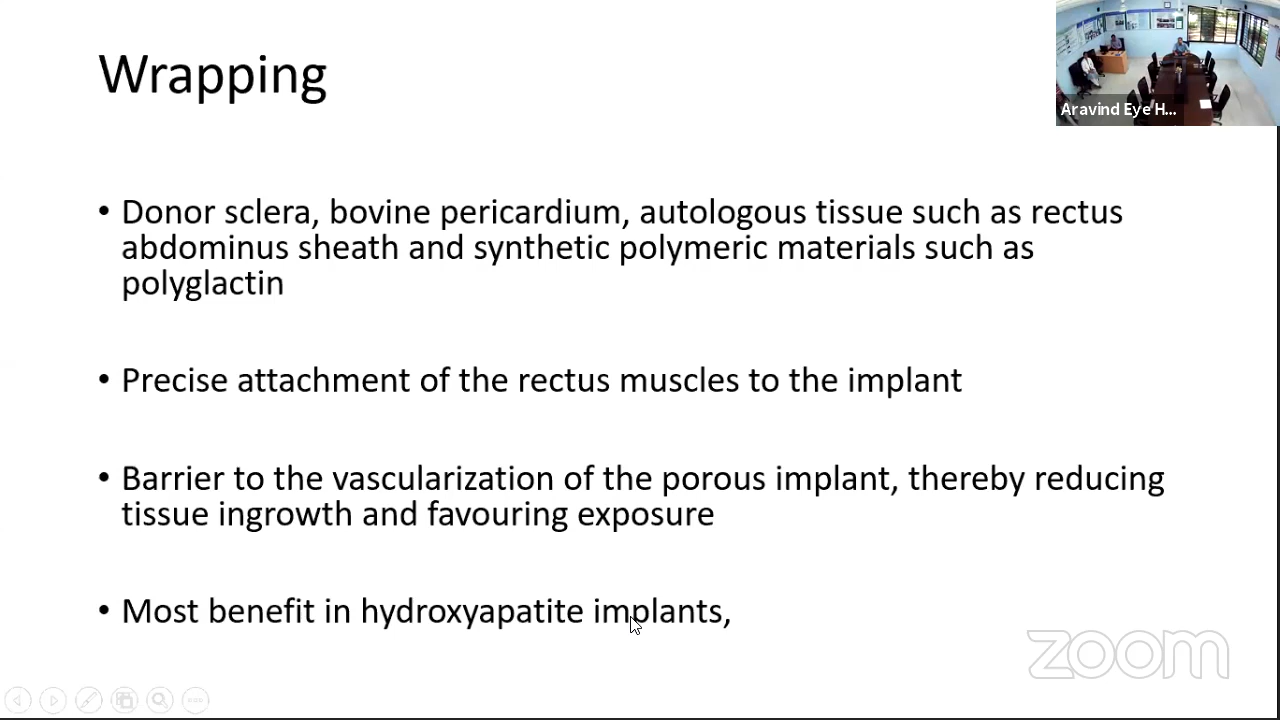 Wrapping
Aravind Eye H...
• Donor sclera, bovine pericardium, autologous tissue such as rectus
abdominus sheath and synthetic polymeric materials such as
polyglactin
• Precise attachment of the rectus muscles to the implant
• Barrier to the vascularization of the porous implant, thereby reducing
tissue ingrowth and favouring exposure
• Most benefit in hydroxyapatite implants,
zoom